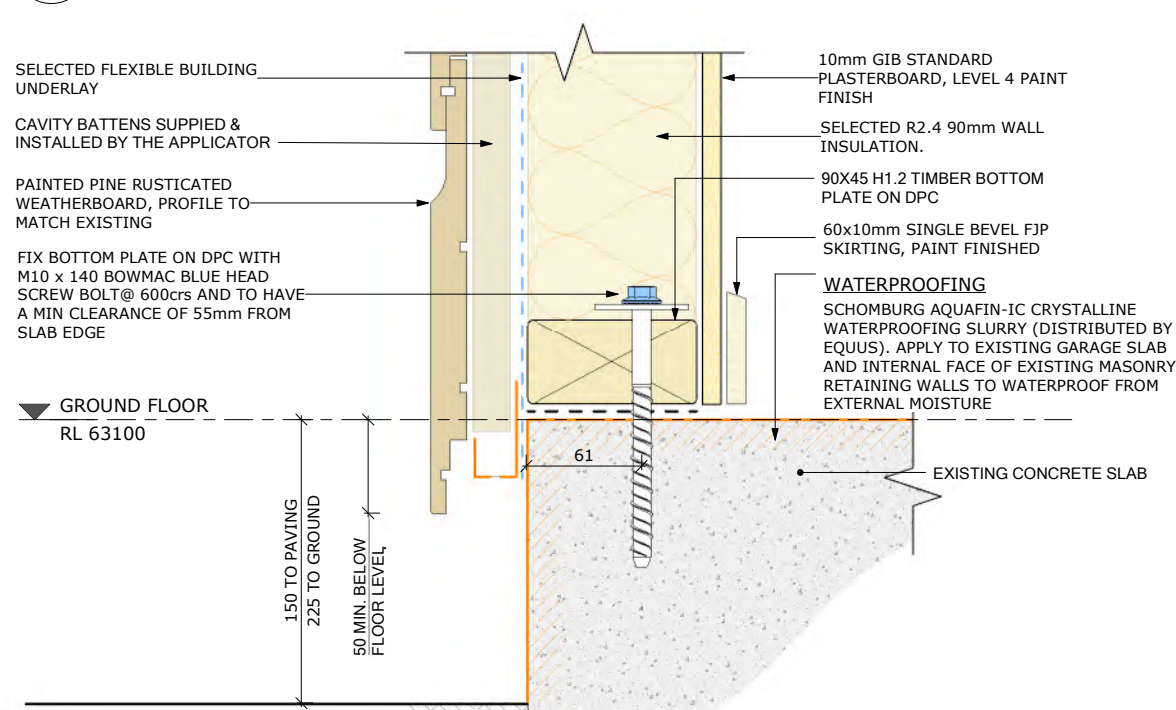 SELECTED FLEXIBLE BUILDING
UNDERLAY
CAVITY BATTENS SUPPIED &
INSTALLED BY THE APPLICATOR
PAINTED PINE RUSTICATED
WEATHERBOARD, PROFILE TO
MATCH EXISTING
FIX BOTTOM PLATE ON DPC WITH
M10 x 140 BOWMAC BLUE HEAD
SCREW BOLT@ 600crs AND TO HAVE
A MIN CLEARANCE OF 55mm FROM
SLAB EDGE
GROUND FLOOR
RL 63100
150 TO PAVING
225 TO GROUND
50 MIN. BELOW
FLOOR LEVEL
61
10mm GIB STANDARD
PLASTERBOARD, LEVEL 4 PAINT
FINISH
SELECTED R2.4 90mm WALL
INSULATION.
90X45 H1.2 TIMBER BOTTOM
PLATE ON DPC
60x10mm SINGLE BEVEL FJP
SKIRTING, PAINT FINISHED
WATERPROOFING
SCHOMBURG AQUAFIN-IC CRYSTALLINE
WATERPROOFING SLURRY (DISTRIBUTED BY
EQUUS). APPLY TO EXISTING GARAGE SLAB
AND INTERNAL FACE OF EXISTING MASONRY
RETAINING WALLS TO WATERPROOF FROM
EXTERNAL MOISTURE
EXISTING CONCRETE SLAB